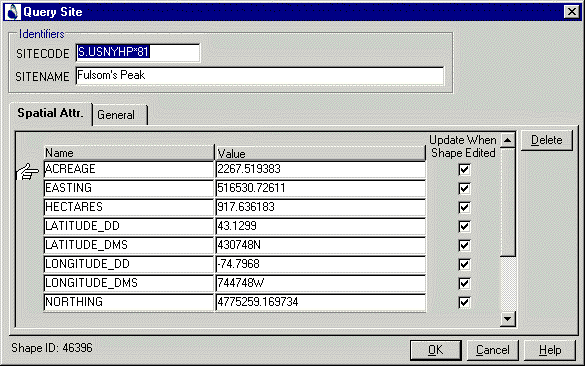 Query Site
Identifiers
SITECODE S.USNYHP*81
SITENAME Fulsom's Peak
Spatial Attr. General
Update When
Shape Edited
Name Value
Delete
ACREAGE 2267.519383
EASTING 516530.72611
HECTARES 917.636183
LATITUDE_DD 43.1299
LATITUDE_DMS 430748N
LONGITUDE_DD -74.7968
LONGITUDE_DMS 744748W
NORTHING 4775259.169734
Shape ID: 46396
OK Cancel Help